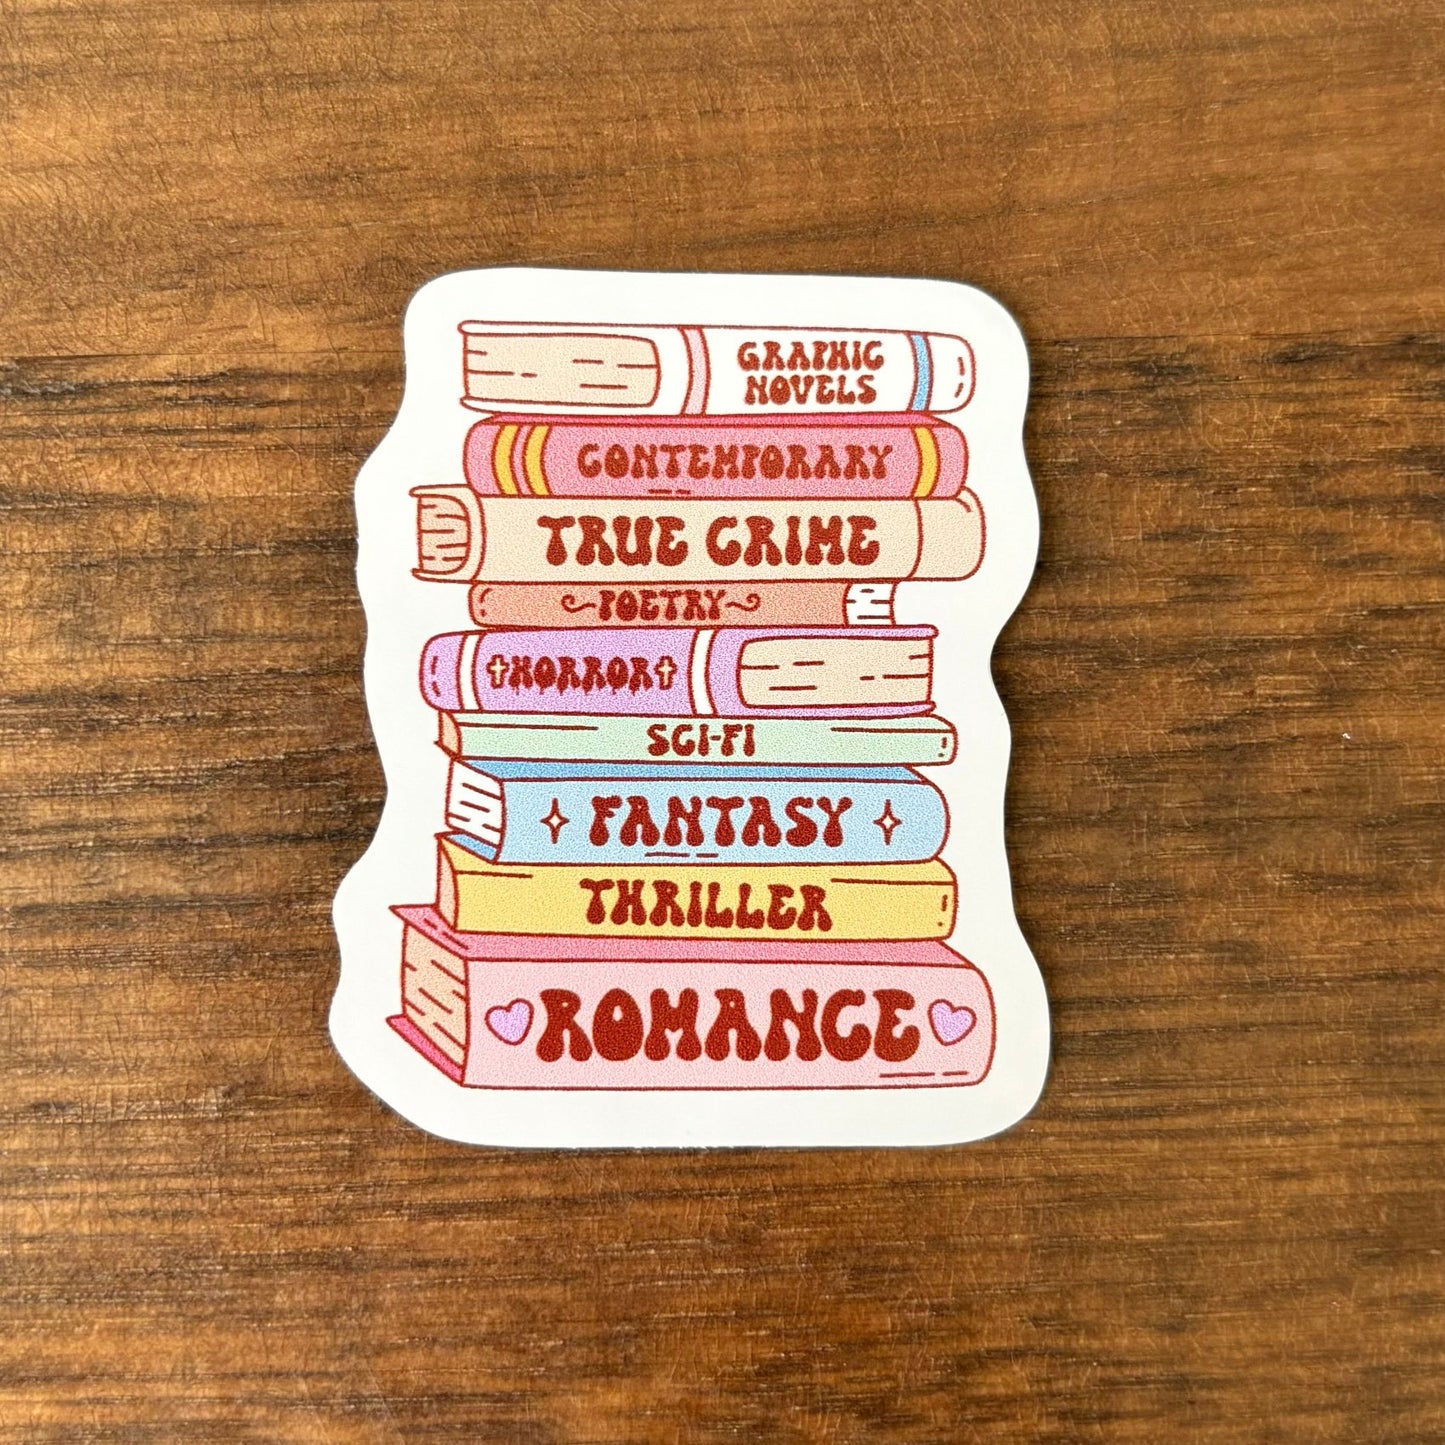 GRAPHIC
NOVELS
CONTEMPORARY
TRUE CRIME
POETRY
HORROR
SCI-FI
FANTASY
THRILLER
ROMANCE